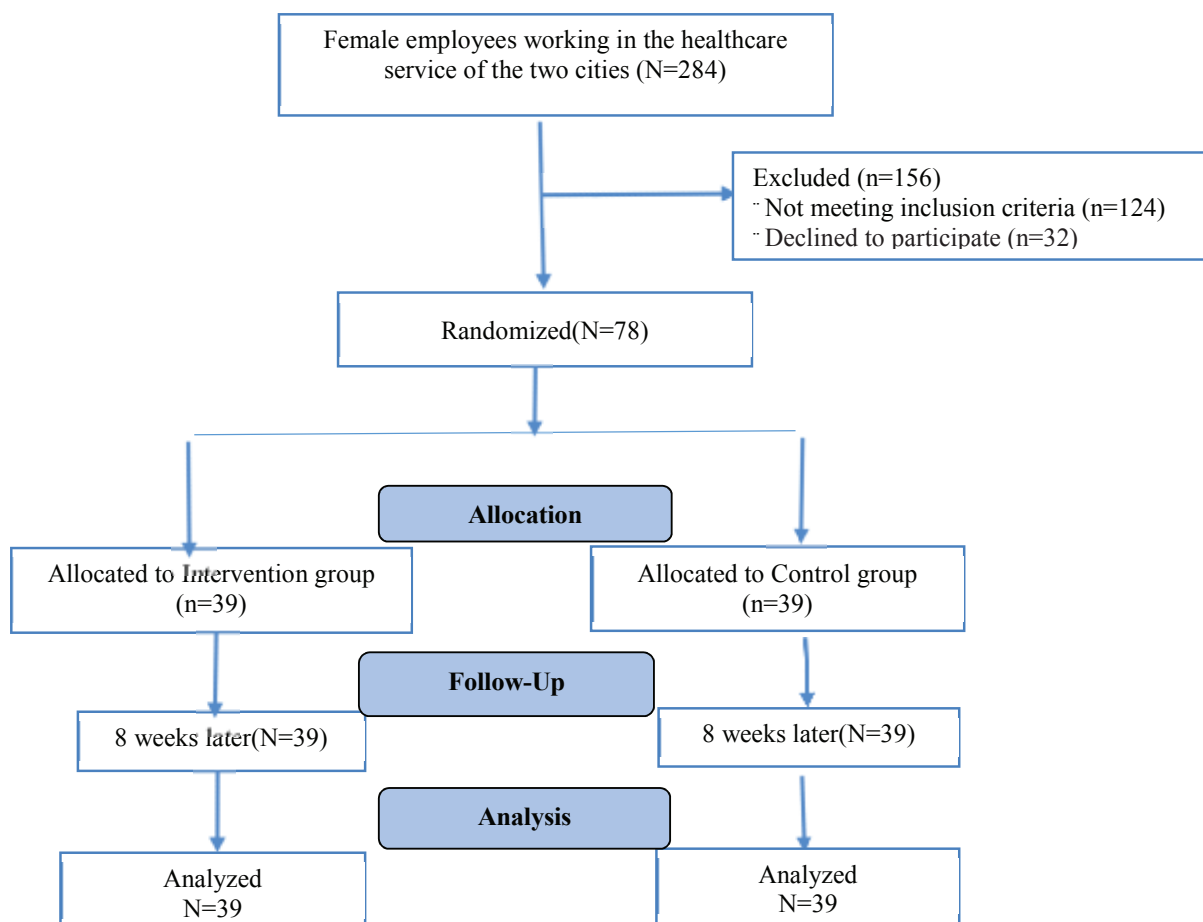 Female employees working in the healthcare
service of the two cities (N=284)
Excluded (n=156)
¨ Not meeting inclusion criteria (n=124)
¨ Declined to participate (n=32)
Randomized(N=78)
Allocation
Allocated to Intervention group
(n=39)
Allocated to Control group
(n=39)
Follow-Up
8 weeks later(N=39)
8 weeks later(N=39)
Analysis
Analyzed
N=39
Analyzed
N=39